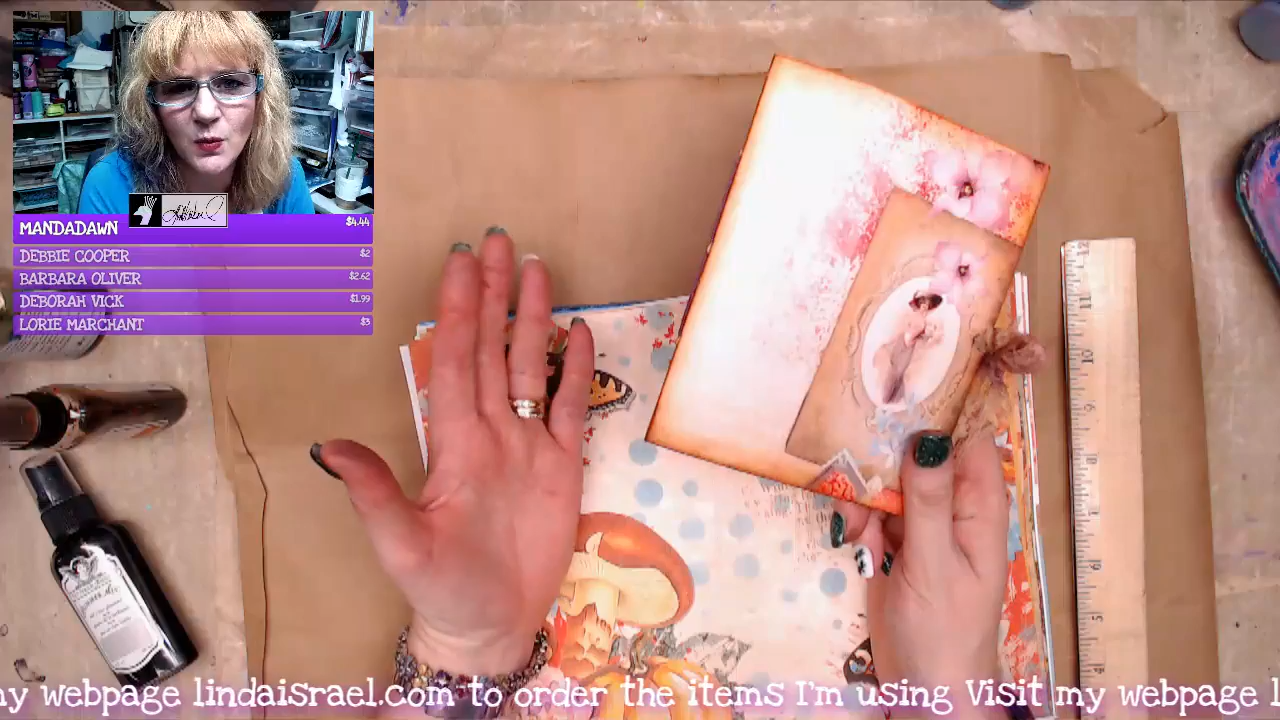 MANDADAWN $4.44
DEBBIE COOPER $2
BARBARA OLIVER $2.62
DEBORAH VICK $1.99
LORIE MARCHANT $3
my webpage lindaisrael.com to order the items I'm using Visit my webpage l